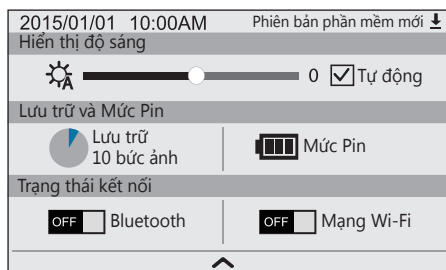 2015/01/01 10:00AM Phiên bản phần mềm mới
Hiển thị độ sáng
A 0 Tự động
Lưu trữ và Mức Pin
Lưu trữ
10 bức ảnh
Mức Pin
Trạng thái kết nối
OFF Bluetooth OFF Mạng Wi-Fi